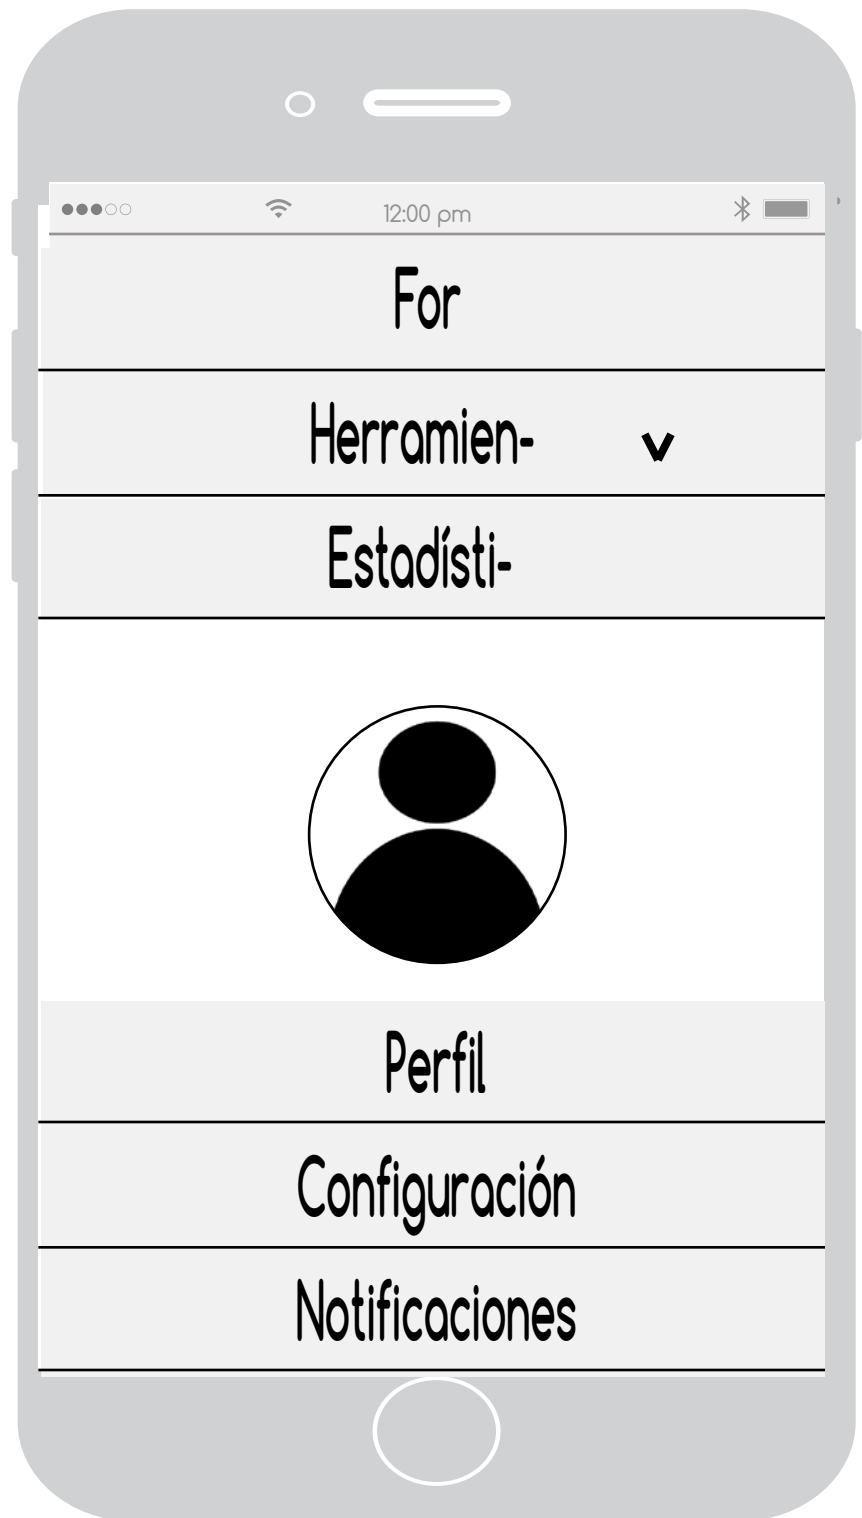 12:00 pm
For
Herramien-
Estadísti-
Perfil
Configuración
Notificaciones